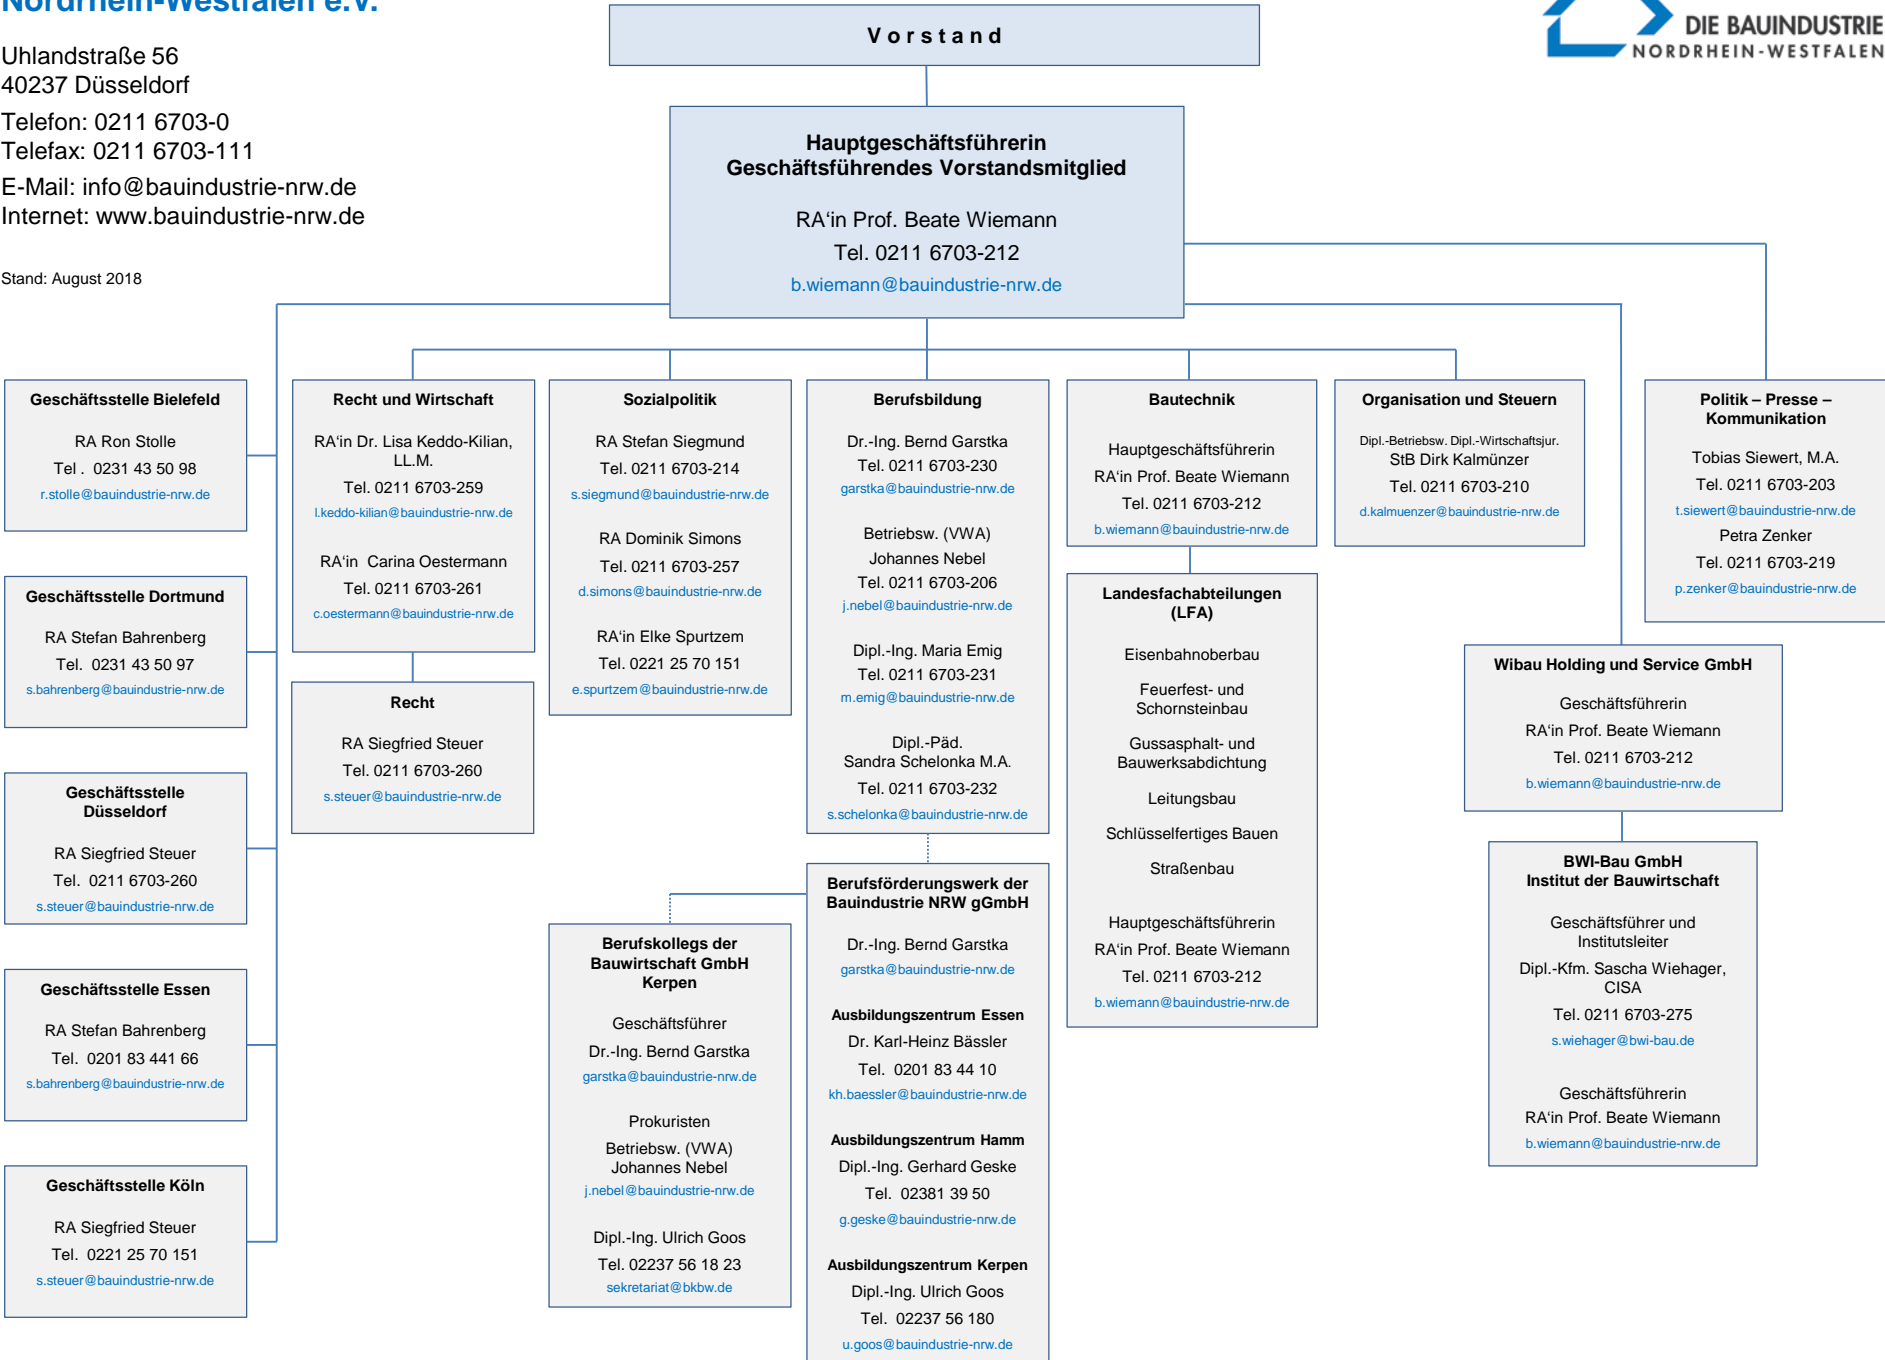 Nordrhein-Westfalen e.V.
Uhlandstraße 56
40237 Düsseldorf
Telefon: 0211 6703-0
Telefax: 0211 6703-111
E-Mail: info@bauindustrie-nrw.de
Internet: www.bauindustrie-nrw.de
Stand: August 2018
Vorstand
DIE BAUINDUSTRIE
NORDRHEIN-WESTFALEN
Hauptgeschäftsführerin
Geschäftsführendes Vorstandsmitglied
RA‘in Prof. Beate Wiemann
Tel. 0211 6703-212
b.wiemann@bauindustrie-nrw.de
Geschäftsstelle Bielefeld
RA Ron Stolle
Tel . 0231 43 50 98
r.stolle@bauindustrie-nrw.de
Geschäftsstelle Dortmund
RA Stefan Bahrenberg
Tel. 0231 43 50 97
s.bahrenberg@bauindustrie-nrw.de
Geschäftsstelle
Düsseldorf
RA Siegfried Steuer
Tel. 0211 6703-260
s.steuer@bauindustrie-nrw.de
Geschäftsstelle Essen
RA Stefan Bahrenberg
Tel. 0201 83 441 66
s.bahrenberg@bauindustrie-nrw.de
Geschäftsstelle Köln
RA Siegfried Steuer
Tel. 0221 25 70 151
s.steuer@bauindustrie-nrw.de
Recht und Wirtschaft
RA‘in Dr. Lisa Keddo-Kilian,
LL.M.
Tel. 0211 6703-259
l.keddo-kilian@bauindustrie-nrw.de
RA‘in Carina Oestermann
Tel. 0211 6703-261
c.oestermann@bauindustrie-nrw.de
Recht
RA Siegfried Steuer
Tel. 0211 6703-260
s.steuer@bauindustrie-nrw.de
Sozialpolitik
RA Stefan Siegmund
Tel. 0211 6703-214
s.siegmund@bauindustrie-nrw.de
RA Dominik Simons
Tel. 0211 6703-257
d.simons@bauindustrie-nrw.de
RA‘in Elke Spurtzem
Tel. 0221 25 70 151
e.spurtzem@bauindustrie-nrw.de
Berufsbildung
Dr.-Ing. Bernd Garstka
Tel. 0211 6703-230
garstka@bauindustrie-nrw.de
Betriebsw. (VWA)
Johannes Nebel
Tel. 0211 6703-206
j.nebel@bauindustrie-nrw.de
Dipl.-Ing. Maria Emig
Tel. 0211 6703-231
m.emig@bauindustrie-nrw.de
Dipl.-Päd.
Sandra Schelonka M.A.
Tel. 0211 6703-232
s.schelonka@bauindustrie-nrw.de
Berufskollegs der
Bauwirtschaft GmbH
Kerpen
Geschäftsführer
Dr.-Ing. Bernd Garstka
garstka@bauindustrie-nrw.de
Prokuristen
Betriebsw. (VWA)
Johannes Nebel
j.nebel@bauindustrie-nrw.de
Dipl.-Ing. Ulrich Goos
Tel. 02237 56 18 23
sekretariat@bkbw.de
Berufsförderungswerk der
Bauindustrie NRW gGmbH
Dr.-Ing. Bernd Garstka
garstka@bauindustrie-nrw.de
Ausbildungszentrum Essen
Dr. Karl-Heinz Bässler
Tel. 0201 83 44 10
kh.baessler@bauindustrie-nrw.de
Ausbildungszentrum Hamm
Dipl.-Ing. Gerhard Geske
Tel. 02381 39 50
g.geske@bauindustrie-nrw.de
Ausbildungszentrum Kerpen
Dipl.-Ing. Ulrich Goos
Tel. 02237 56 180
u.goos@bauindustrie-nrw.de
Bautechnik
Hauptgeschäftsführerin
RA‘in Prof. Beate Wiemann
Tel. 0211 6703-212
b.wiemann@bauindustrie-nrw.de
Landesfachabteilungen
(LFA)
Eisenbahnoberbau
Feuerfest- und
Schornsteinbau
Gussasphalt- und
Bauwerksabdichtung
Leitungsbau
Schlüsselfertiges Bauen
Straßenbau
Hauptgeschäftsführerin
RA‘in Prof. Beate Wiemann
Tel. 0211 6703-212
b.wiemann@bauindustrie-nrw.de
Organisation und Steuern
Dipl.-Betriebsw. Dipl.-Wirtschaftsjur.
StB Dirk Kalmünzer
Tel. 0211 6703-210
d.kalmuenzer@bauindustrie-nrw.de
Politik – Presse –
Kommunikation
Tobias Siewert, M.A.
Tel. 0211 6703-203
t.siewert@bauindustrie-nrw.de
Petra Zenker
Tel. 0211 6703-219
p.zenker@bauindustrie-nrw.de
Wibau Holding und Service GmbH
Geschäftsführerin
RA‘in Prof. Beate Wiemann
Tel. 0211 6703-212
b.wiemann@bauindustrie-nrw.de
BWI-Bau GmbH
Institut der Bauwirtschaft
Geschäftsführer und
Institutsleiter
Dipl.-Kfm. Sascha Wiehager,
CISA
Tel. 0211 6703-275
s.wiehager@bwi-bau.de
Geschäftsführerin
RA‘in Prof. Beate Wiemann
b.wiemann@bauindustrie-nrw.de